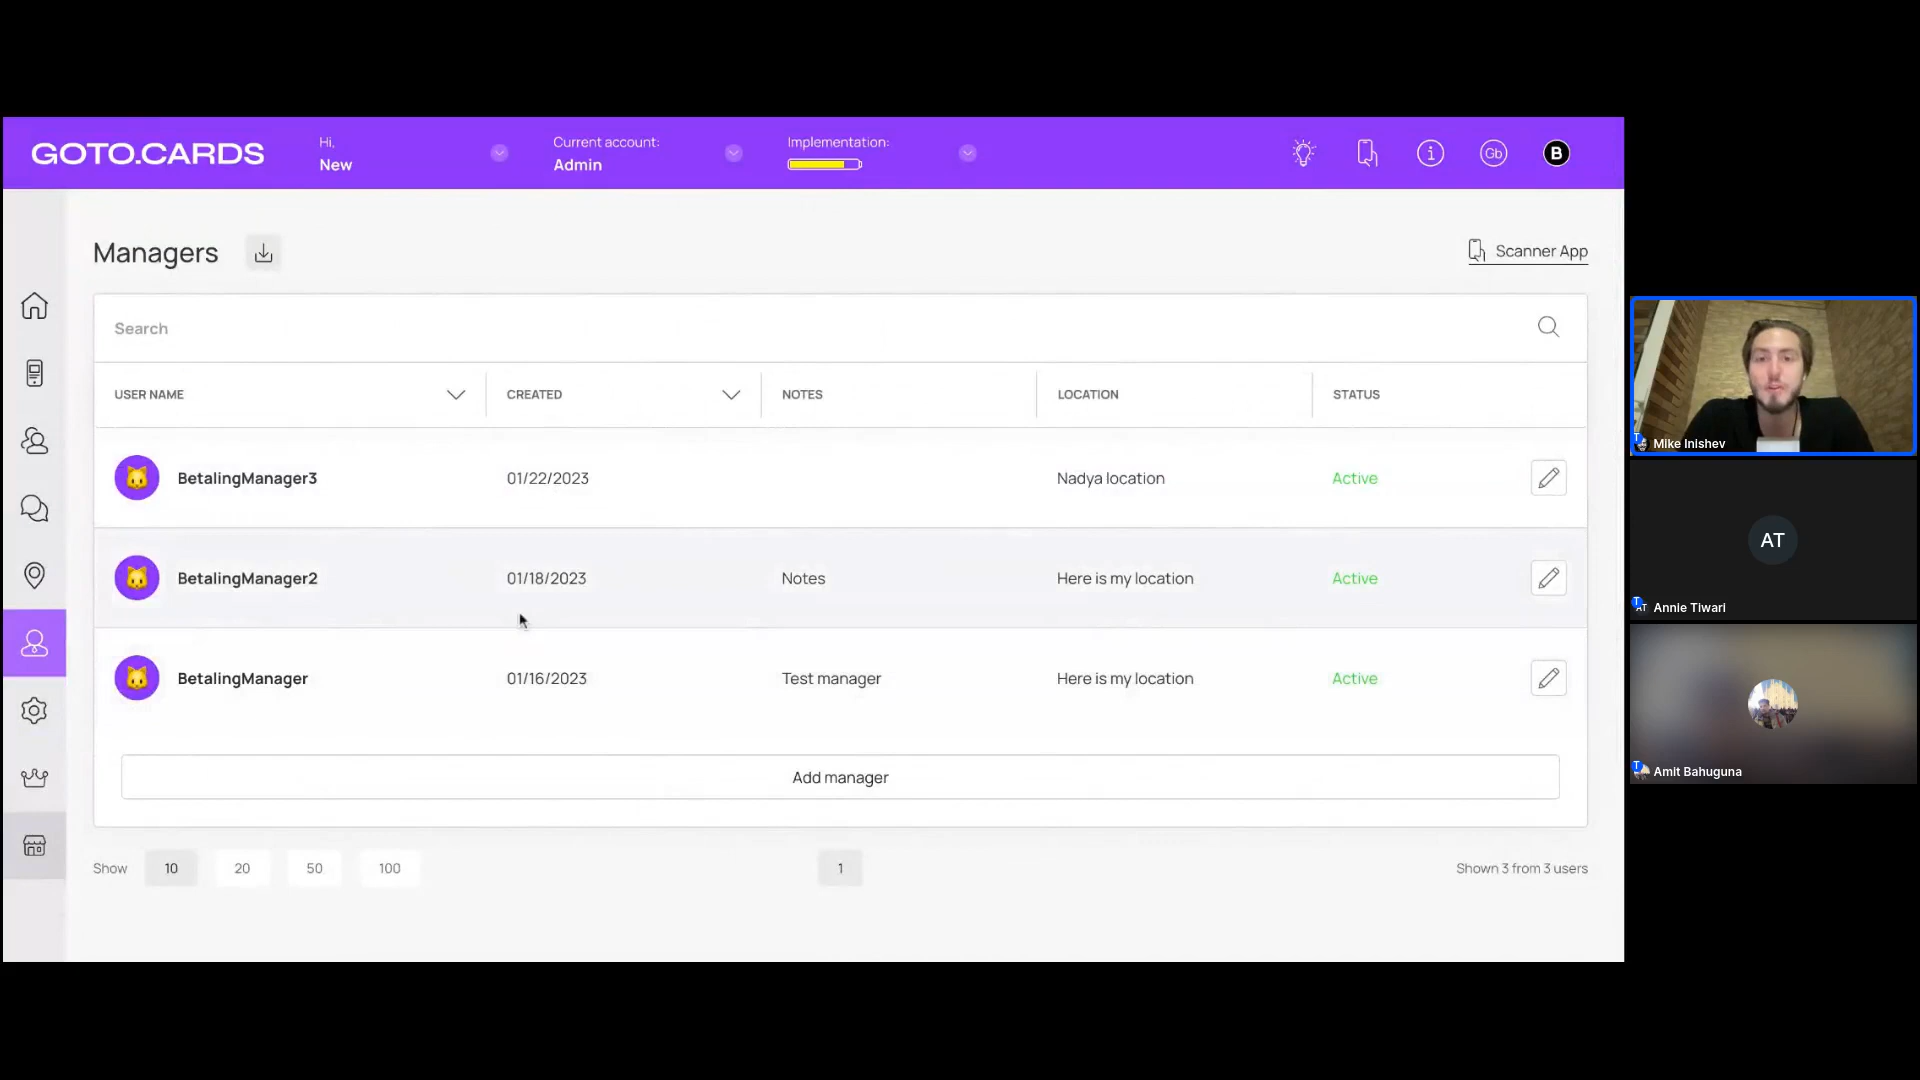 GOTO.CARDS
Hi,
New
Current account:
Admin
Implementation:
Gb
B
Managers
Scanner App
Search
USER NAME
CREATED
NOTES
LOCATION
STATUS
BetalingManager3
01/22/2023
Nadya location
Active
BetalingManager2
01/18/2023
Notes
Here is my location
Active
BetalingManager
01/16/2023
Test manager
Here is my location
Active
Add manager
Show
10
20
50
100
1
Shown 3 from 3 users
Mike Inishev
AT
Annie Tiwari
Amit Bahuguna